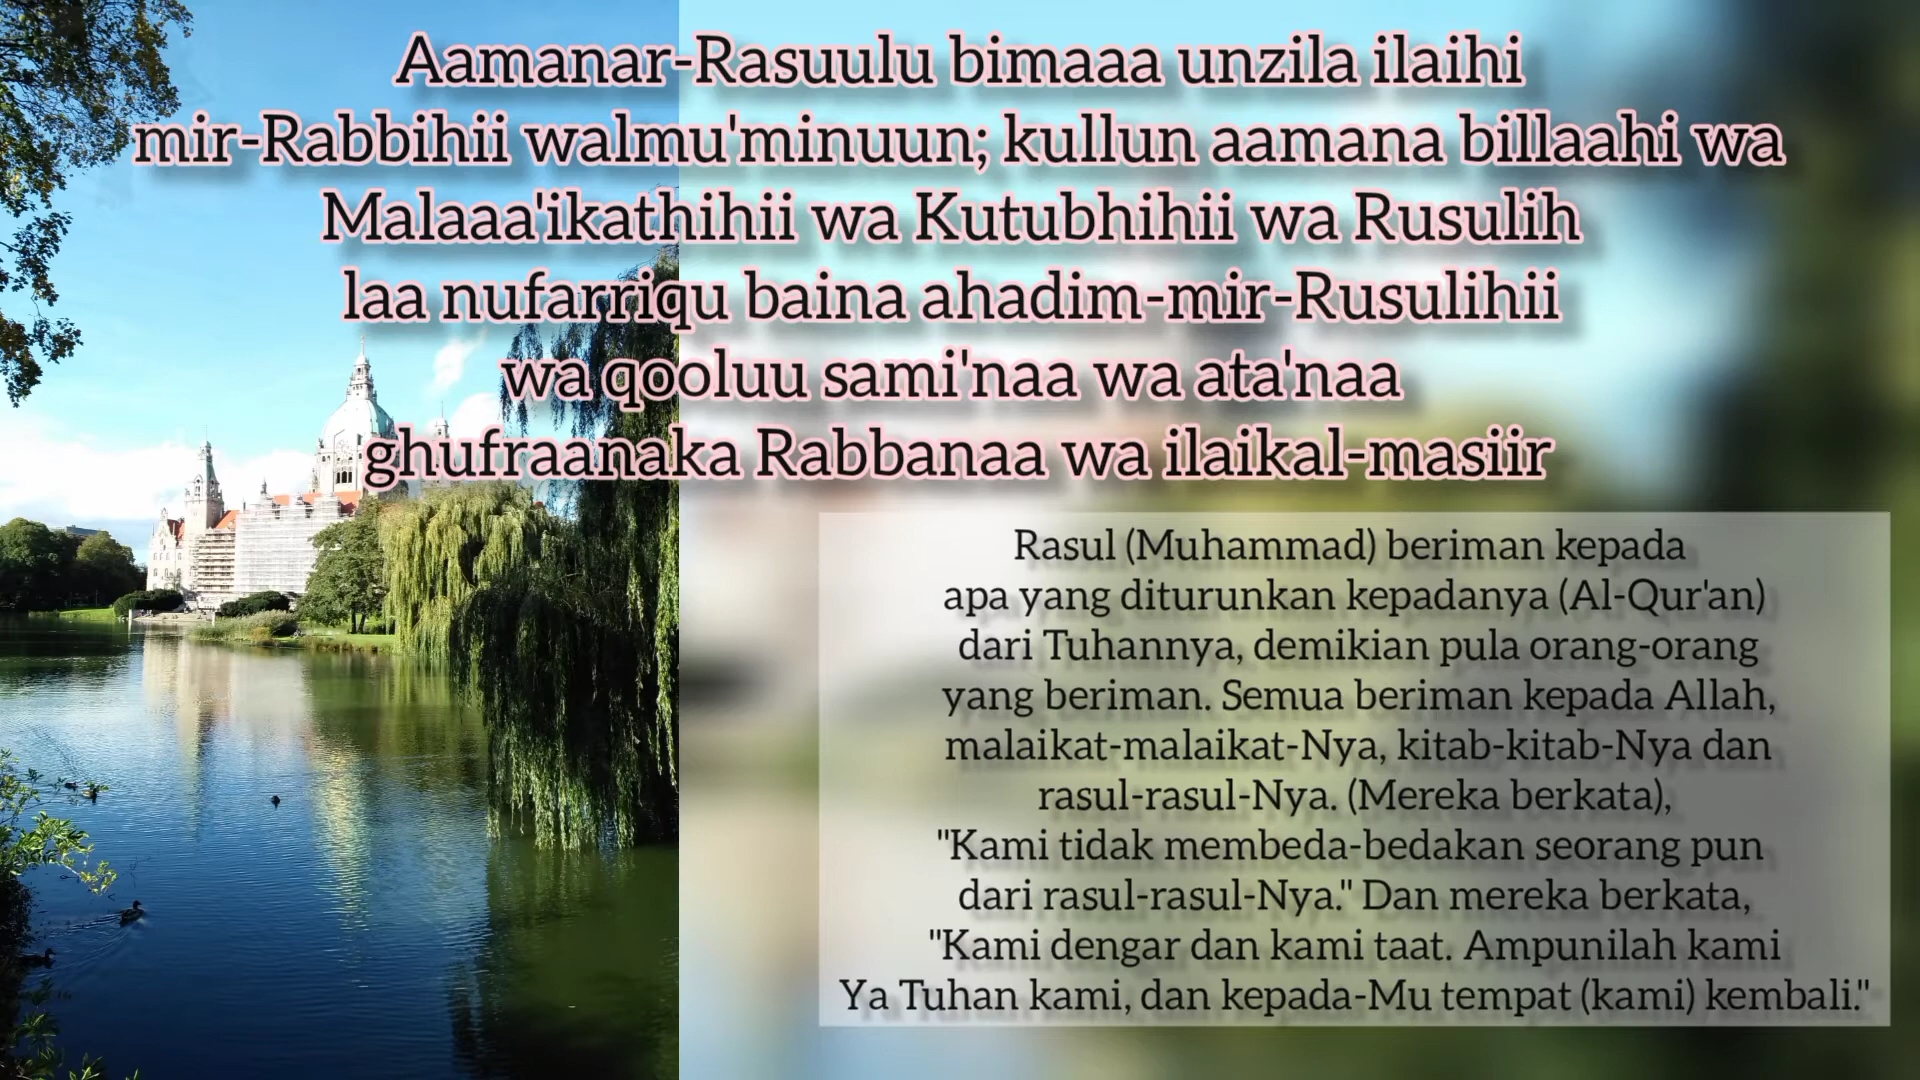 Aamanar-Rasuulu bimaaa unzila ilaihi
mir-Rabbihii walmu'minuun; kullun aamana billaahi wa
Malaaa'ikathihii wa Kutubhihii wa Rusulih
laa nufarriqu baina ahadim-mir-Rusulihii
wa qooluu sami'naa wa ata'naa
ghufraanaka Rabbanaa wa ilaikal-masiir
Rasul (Muhammad) beriman kepada
apa yang diturunkan kepadanya (Al-Qur'an)
dari Tuhannya, demikian pula orang-orang
yang beriman. Semua beriman kepada Allah,
malaikat-malaikat-Nya, kitab-kitab-Nya dan
rasul-rasul-Nya. (Mereka berkata),
"Kami tidak membeda-bedakan seorang pun
dari rasul-rasul-Nya." Dan mereka berkata,
"Kami dengar dan kami taat. Ampunilah kami
Ya Tuhan kami, dan kepada-Mu tempat (kami) kembali."